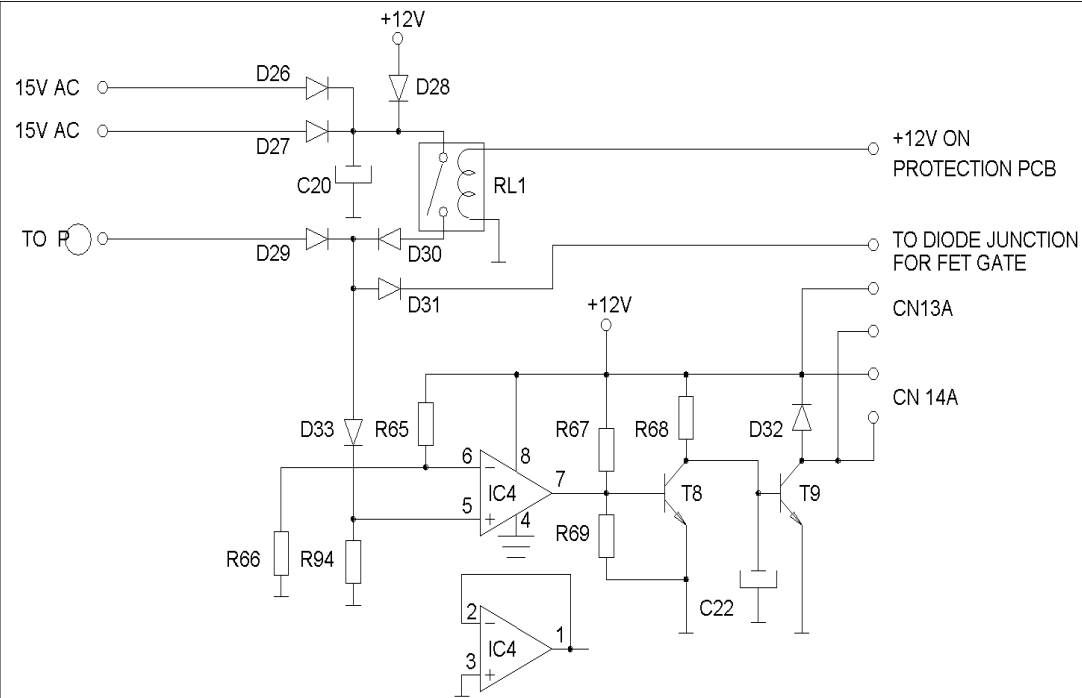 +12V
D26
D28
15V AC
15V AC
D27
+12V ON
PROTECTION PCB
C20
RL1
TO P
D29
D30
TO DIODE JUNCTION
FOR FET GATE
D31
+12V
CN13A
CN 14A
D33
R65
R67
R68
D32
6
8
7
IC4
T8
T9
5
4
R66
R94
R69
C22
2
1
IC4
3